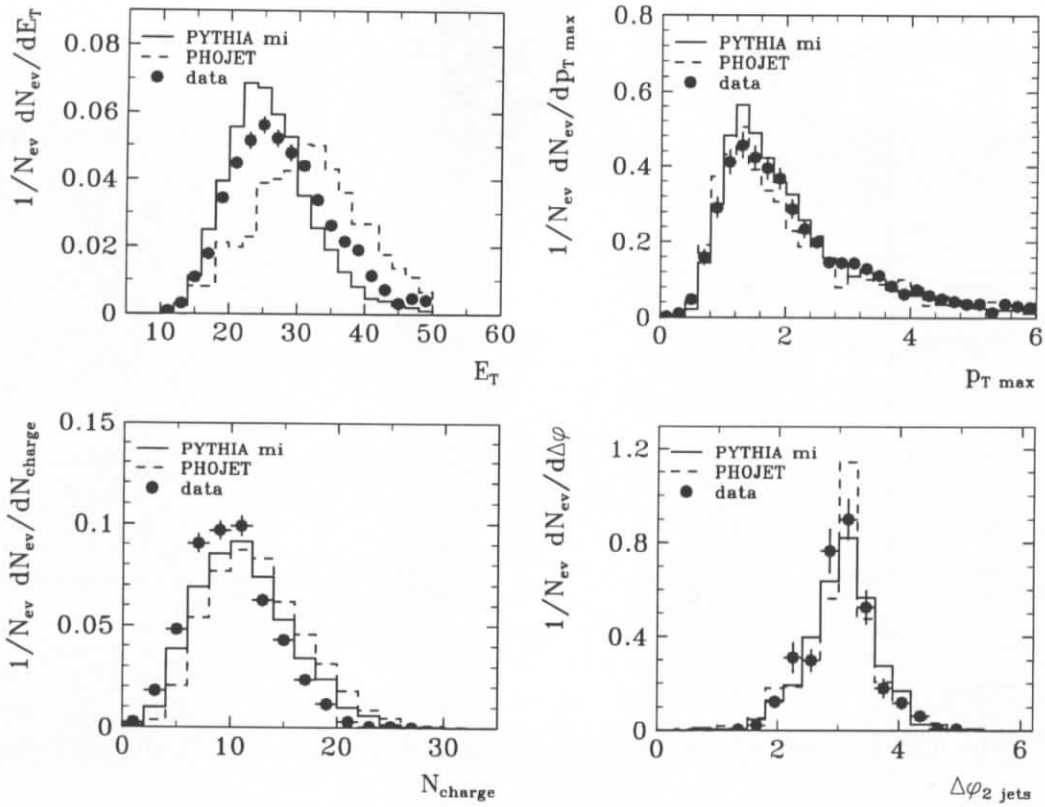 1/N_ev dN_ev/dE_T
0.08
0.06
0.04
0.02
0
PYTHIA mi
PHOJET
data
10 20 30 40 50 60
E_T
1/N_ev dN_ev/dp_T max
0.8
0.6
0.4
0.2
0
PYTHIA mi
PHOJET
data
0 2 4 6
p_T max
1/N_ev dN_ev/dN_charge
0.15
0.1
0.05
0
PYTHIA mi
PHOJET
data
0 10 20 30
N_charge
1/N_ev dN_ev/dΔφ
1.2
0.8
0.4
0
PYTHIA mi
PHOJET
data
0 2 4 6
Δφ_2 jets